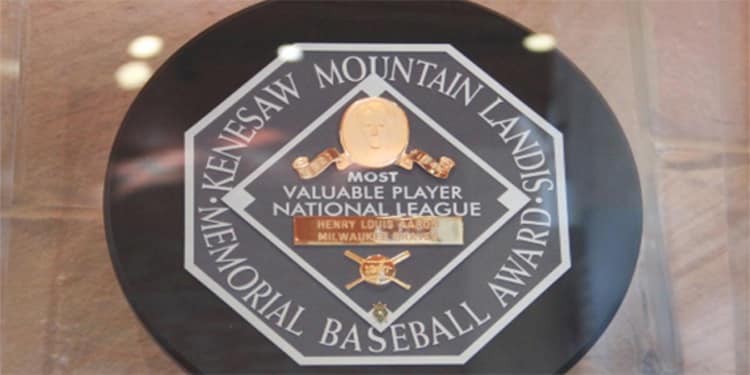 · KENESAW MOUNTAIN LANDIS ·
MEMORIAL BASEBALL AWARD
MOST
VALUABLE PLAYER
NATIONAL LEAGUE
HENRY LOUIS AARON
MILWAUKEE BRAVES